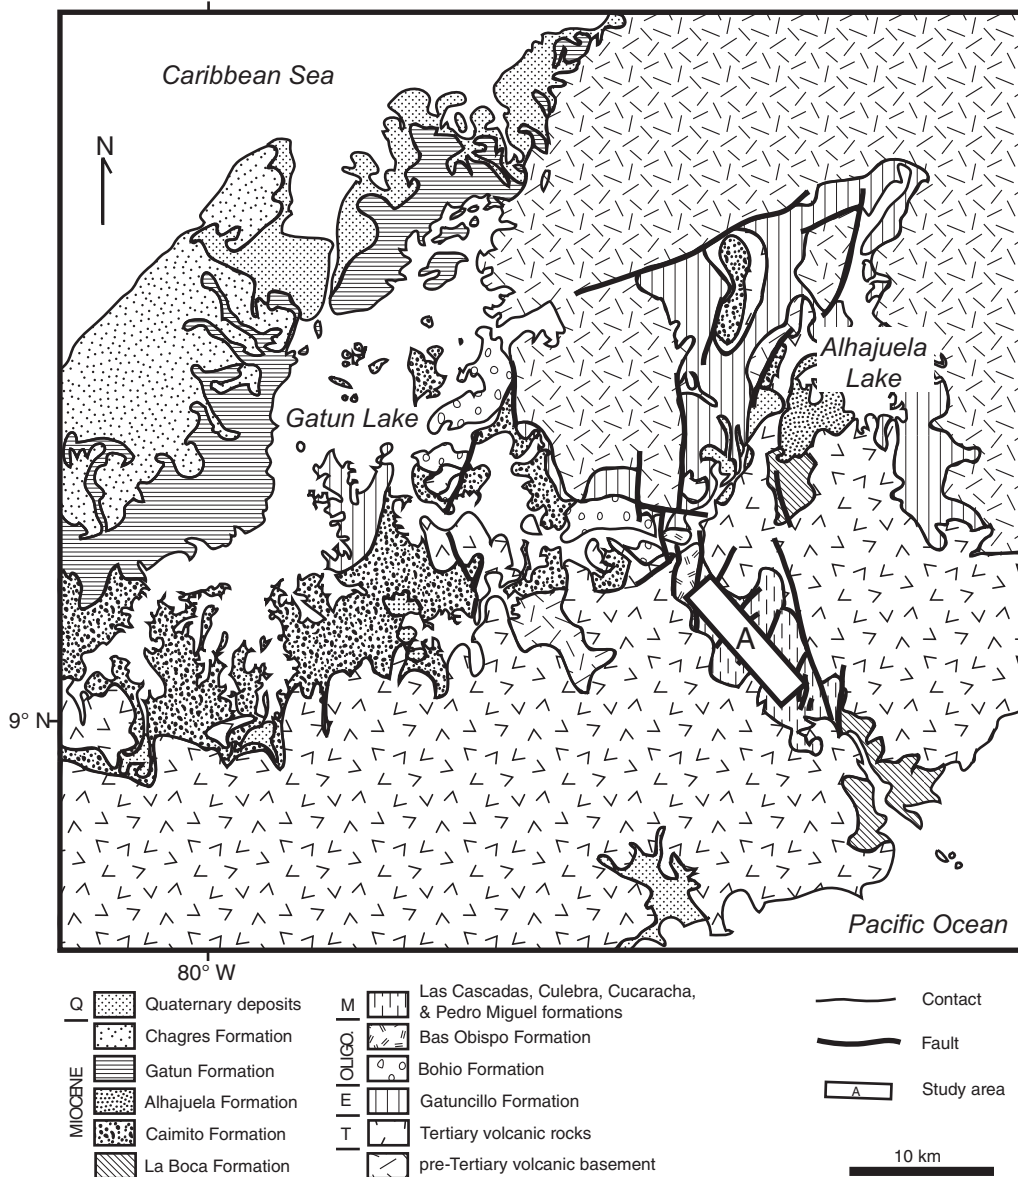 Caribbean Sea
N
Alhajuela
Lake
Gatun Lake
A
9° N
Pacific Ocean
80° W
Q
Quaternary deposits
MIOCENE
Chagres Formation
Gatun Formation
Alhajuela Formation
Caimito Formation
La Boca Formation
M
Las Cascadas, Culebra, Cucaracha,
& Pedro Miguel formations
OLIGO.
Bas Obispo Formation
Bohio Formation
E
Gatuncillo Formation
T
Tertiary volcanic rocks
pre-Tertiary volcanic basement
Contact
Fault
A
Study area
10 km